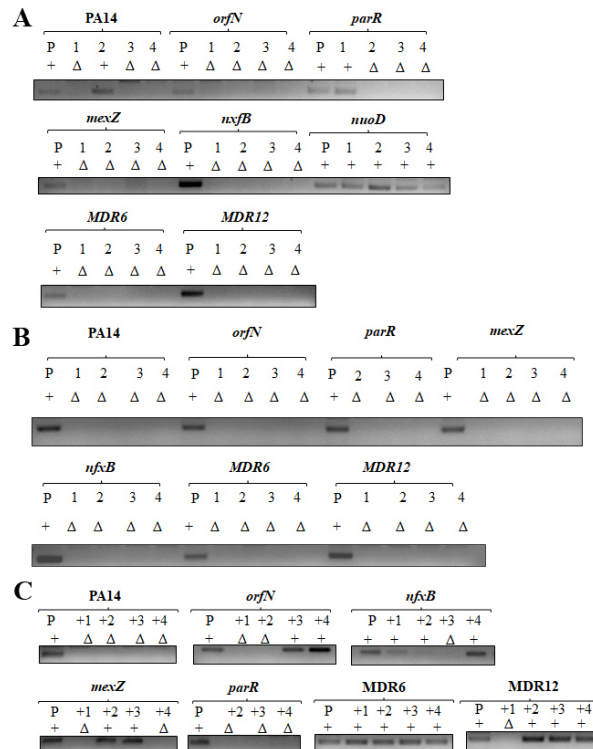 A
PA14 orfN parR
P 1 2 3 4 P 1 2 3 4 P 1 2 3 4
+ Δ + Δ Δ + Δ Δ Δ Δ + + Δ Δ Δ
mexZ nxfB nuoD
P 1 2 3 4 P 1 2 3 4 P 1 2 3 4
+ Δ Δ Δ Δ + Δ Δ Δ Δ + + + + +
MDR6 MDR12
P 1 2 3 4 P 1 2 3 4
+ Δ Δ Δ Δ + Δ Δ Δ Δ
B
PA14 orfN parR mexZ
P 1 2 3 4 P 1 2 3 4 P 2 3 4 P 1 2 3 4
+ Δ Δ Δ Δ + Δ Δ Δ Δ + Δ Δ Δ + Δ Δ Δ Δ
nfxB MDR6 MDR12
P 1 2 3 4 P 1 2 3 4 P 1 2 3 4
+ Δ Δ Δ Δ + Δ Δ Δ Δ + Δ Δ Δ Δ
C
PA14 orfN nfxB
P +1 +2 +3 +4 P +1 +2 +3 +4 P +1 +2 +3 +4
+ Δ Δ Δ Δ + Δ Δ + + + + + Δ +
mexZ parR MDR6 MDR12
P +1 +2 +3 +4 P +2 +3 +4 P +1 +2 +3 +4 P +1 +2 +3 +4
+ Δ + + Δ + Δ Δ Δ + + + + + + Δ + + +